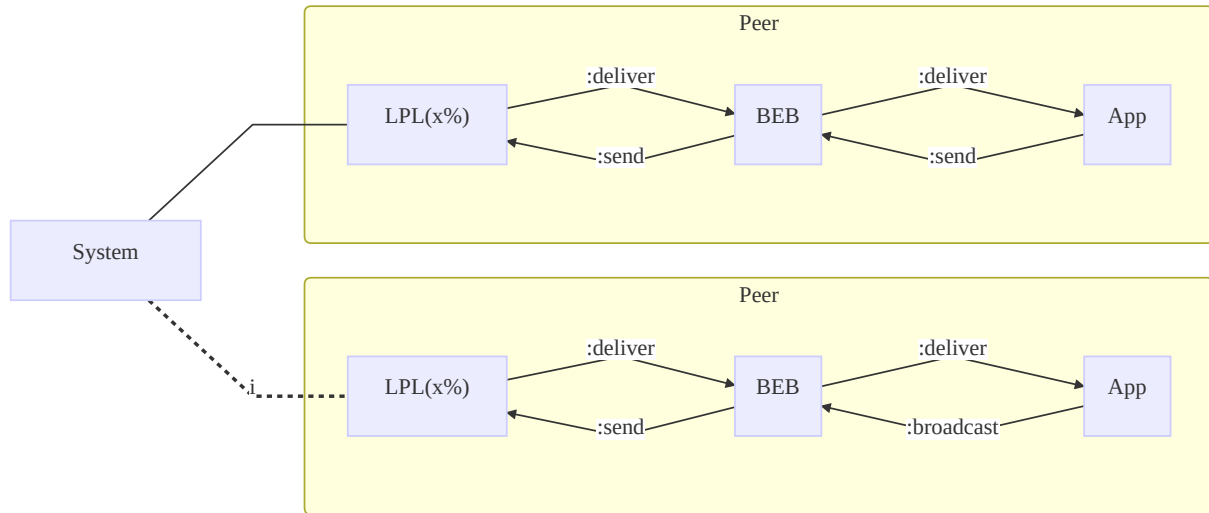 Peer
:deliver
:deliver
LPL(x%)
BEB
App
:send
:send
System
Peer
:deliver
:deliver
i
LPL(x%)
BEB
App
:send
:broadcast